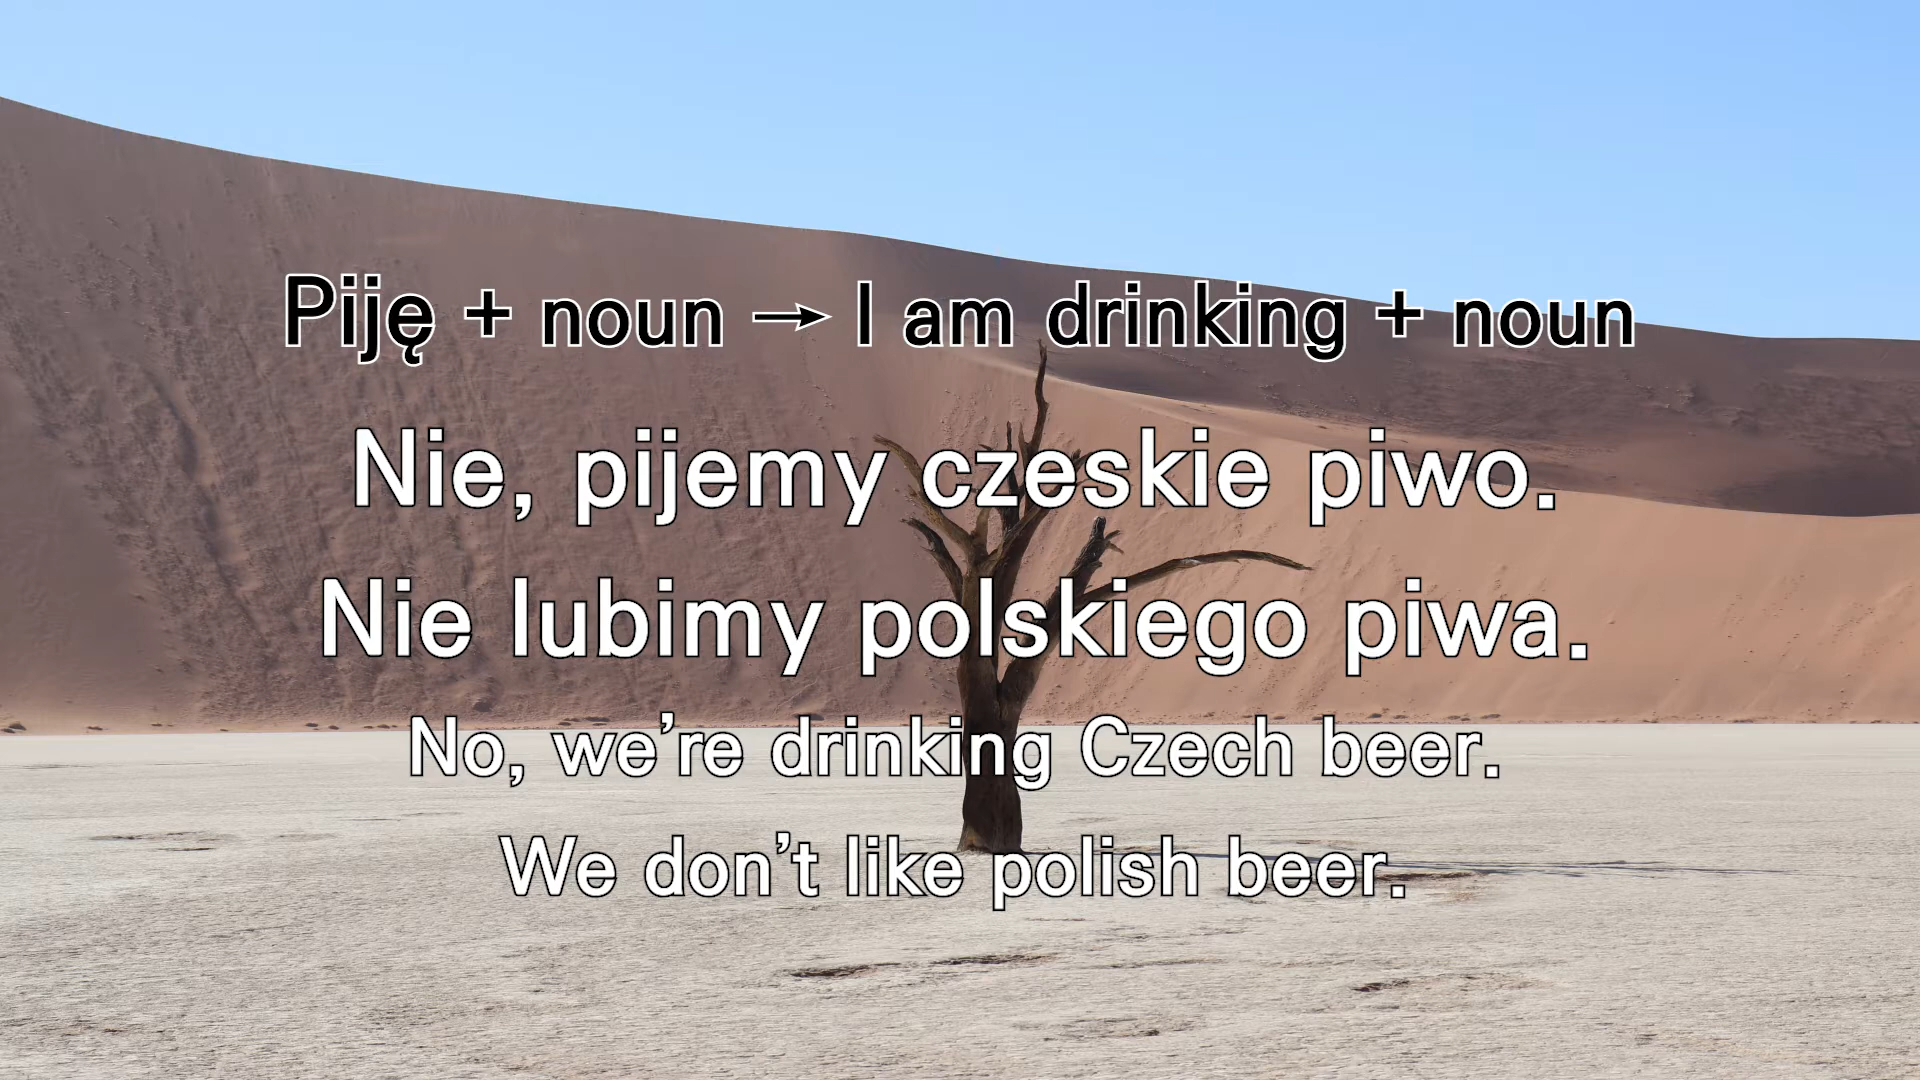 Piję + noun → I am drinking + noun
Nie, pijemy czeskie piwo.
Nie lubimy polskiego piwa.
No, we’re drinking Czech beer.
We don’t like polish beer.